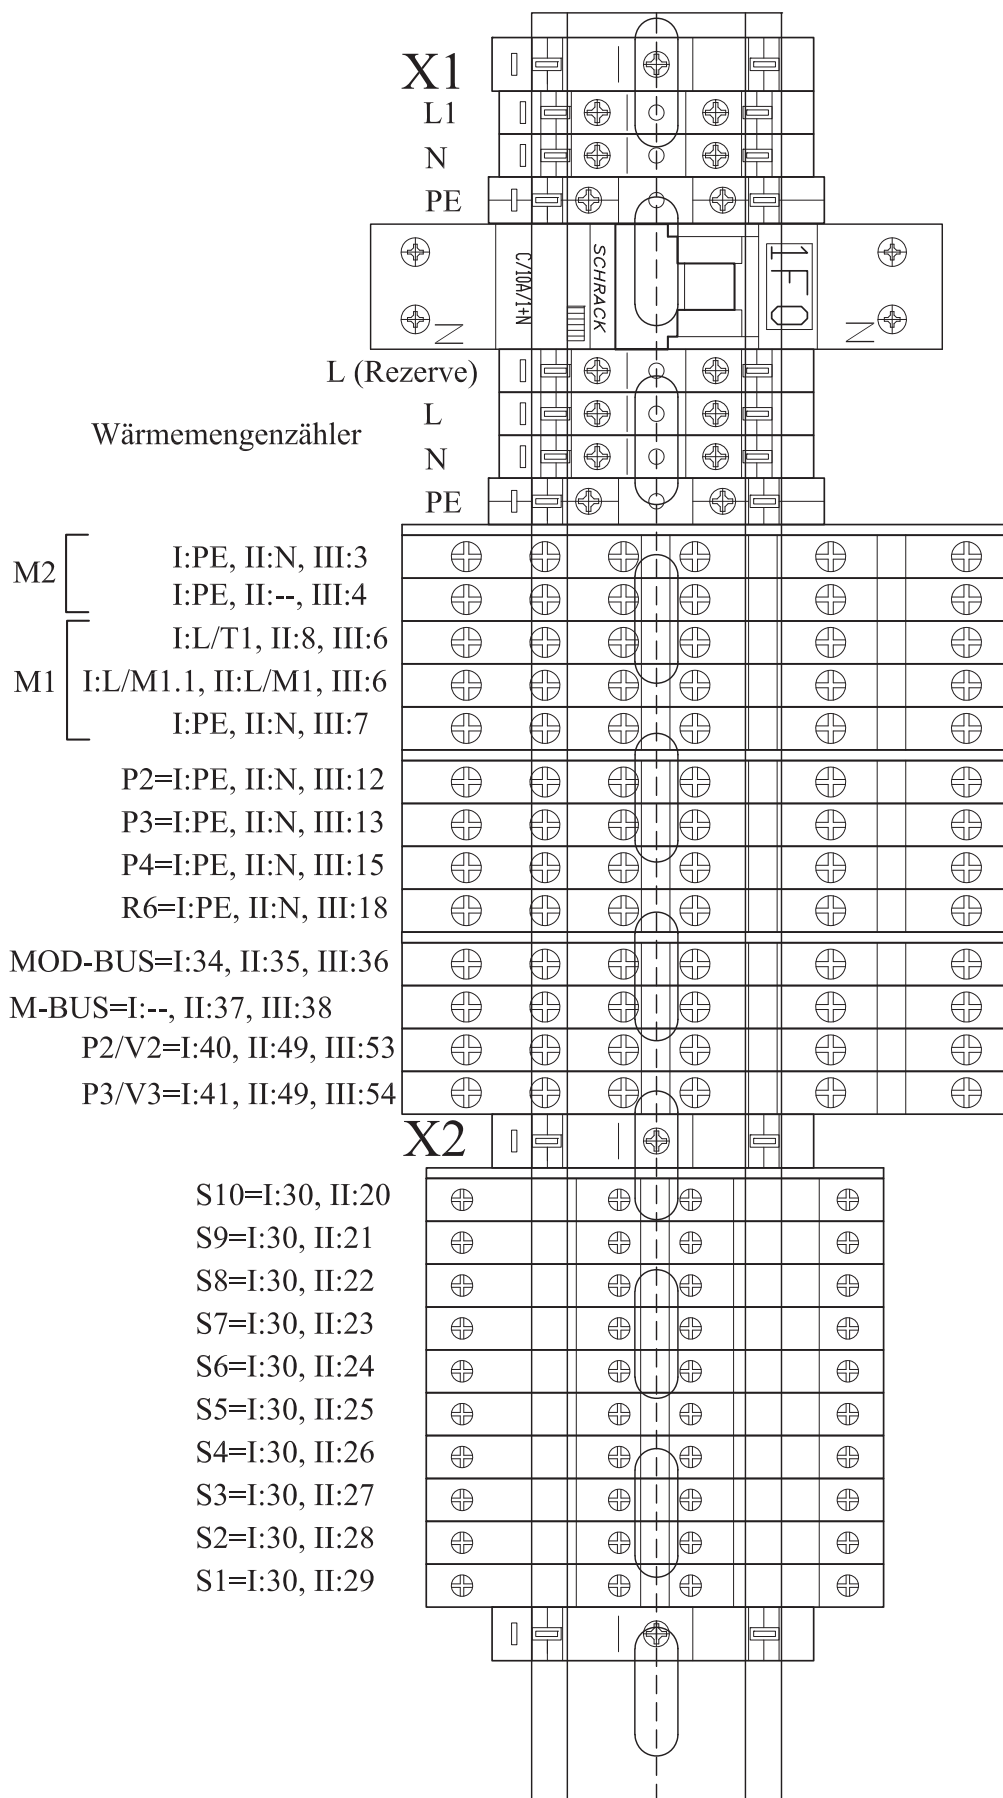 X1
L1
N
PE
C/10A/1+N
SCHRACK
1F0
N
N
L (Rezerve)
Wärmemengenzähler
L
N
PE
M2
I:PE, II:N, III:3
I:PE, II:--, III:4
M1
I:L/T1, II:8, III:6
I:L/M1.1, II:L/M1, III:6
I:PE, II:N, III:7
P2=I:PE, II:N, III:12
P3=I:PE, II:N, III:13
P4=I:PE, II:N, III:15
R6=I:PE, II:N, III:18
MOD-BUS=I:34, II:35, III:36
M-BUS=I:--, II:37, III:38
P2/V2=I:40, II:49, III:53
P3/V3=I:41, II:49, III:54
X2
S10=I:30, II:20
S9=I:30, II:21
S8=I:30, II:22
S7=I:30, II:23
S6=I:30, II:24
S5=I:30, II:25
S4=I:30, II:26
S3=I:30, II:27
S2=I:30, II:28
S1=I:30, II:29